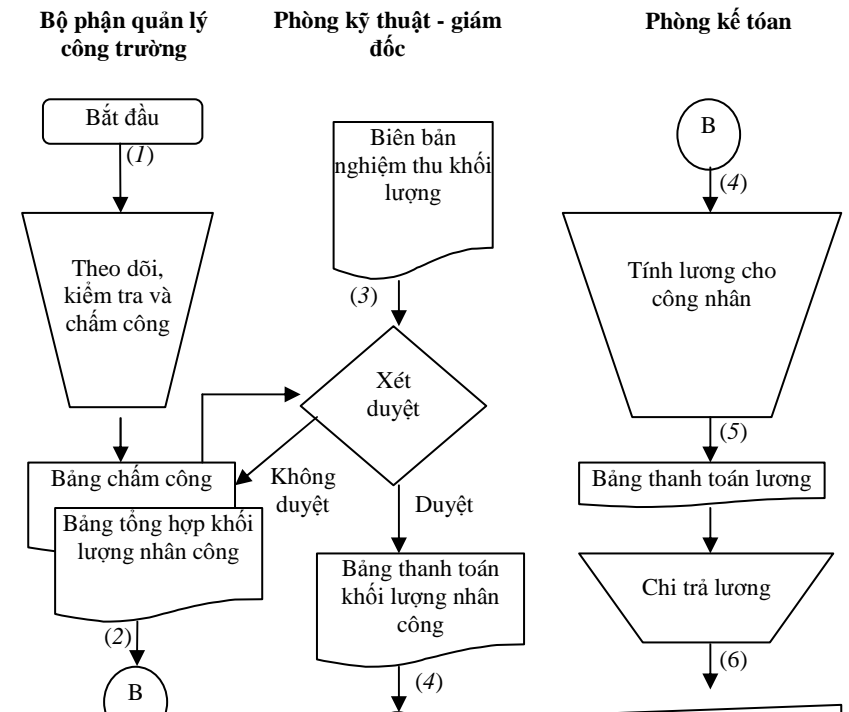 Bộ phận quản lý
công trường
Phòng kỹ thuật - giám
đốc
Phòng kế tóan
Bắt đầu
(1)
Theo dõi,
kiểm tra và
chấm công
Bảng chấm công
Bảng tổng hợp khối
lượng nhân công
(2)
B
Biên bản
nghiệm thu khối
lượng
(3)
Xét
duyệt
Không
duyệt
Duyệt
Bảng thanh toán
khối lượng nhân
công
(4)
B
(4)
Tính lương cho
công nhân
(5)
Bảng thanh toán lương
Chi trả lương
(6)